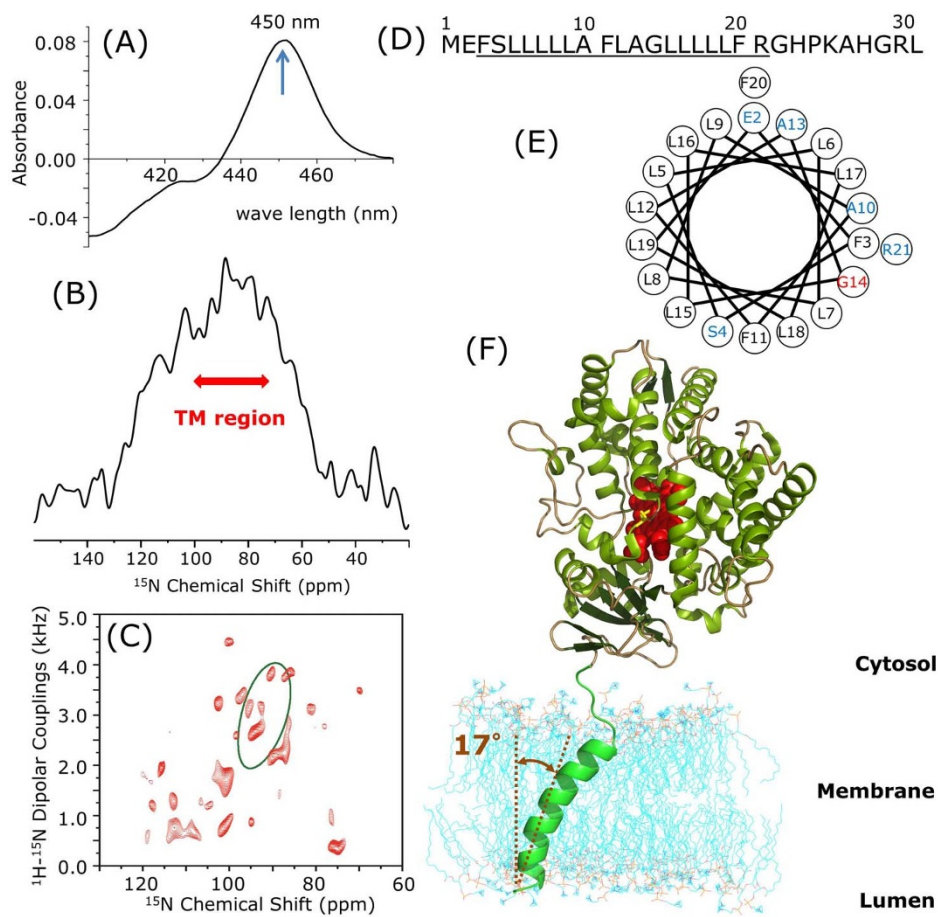 (A)
450 nm
0.08
0.04
0.00
-0.04
Absorbance
420
440
460
wave length (nm)
(B)
TM region
140
120
100
80
60
40
20
¹⁵N Chemical Shift (ppm)
(C)
¹H-¹⁵N Dipolar Couplings (kHz)
5.0
4.0
3.0
2.0
1.0
0.0
120
100
80
60
¹⁵N Chemical Shift (ppm)
(D)
1 10 20 30
MEFSLLLLLA FLAGLLLLLF RGHPKAHGRL
(E)
F20
E2
A13
L6
L17
A10
F3
R21
G14
L7
L18
F11
S4
L15
L8
L19
L12
L5
L16
L9
(F)
17°
Cytosol
Membrane
Lumen